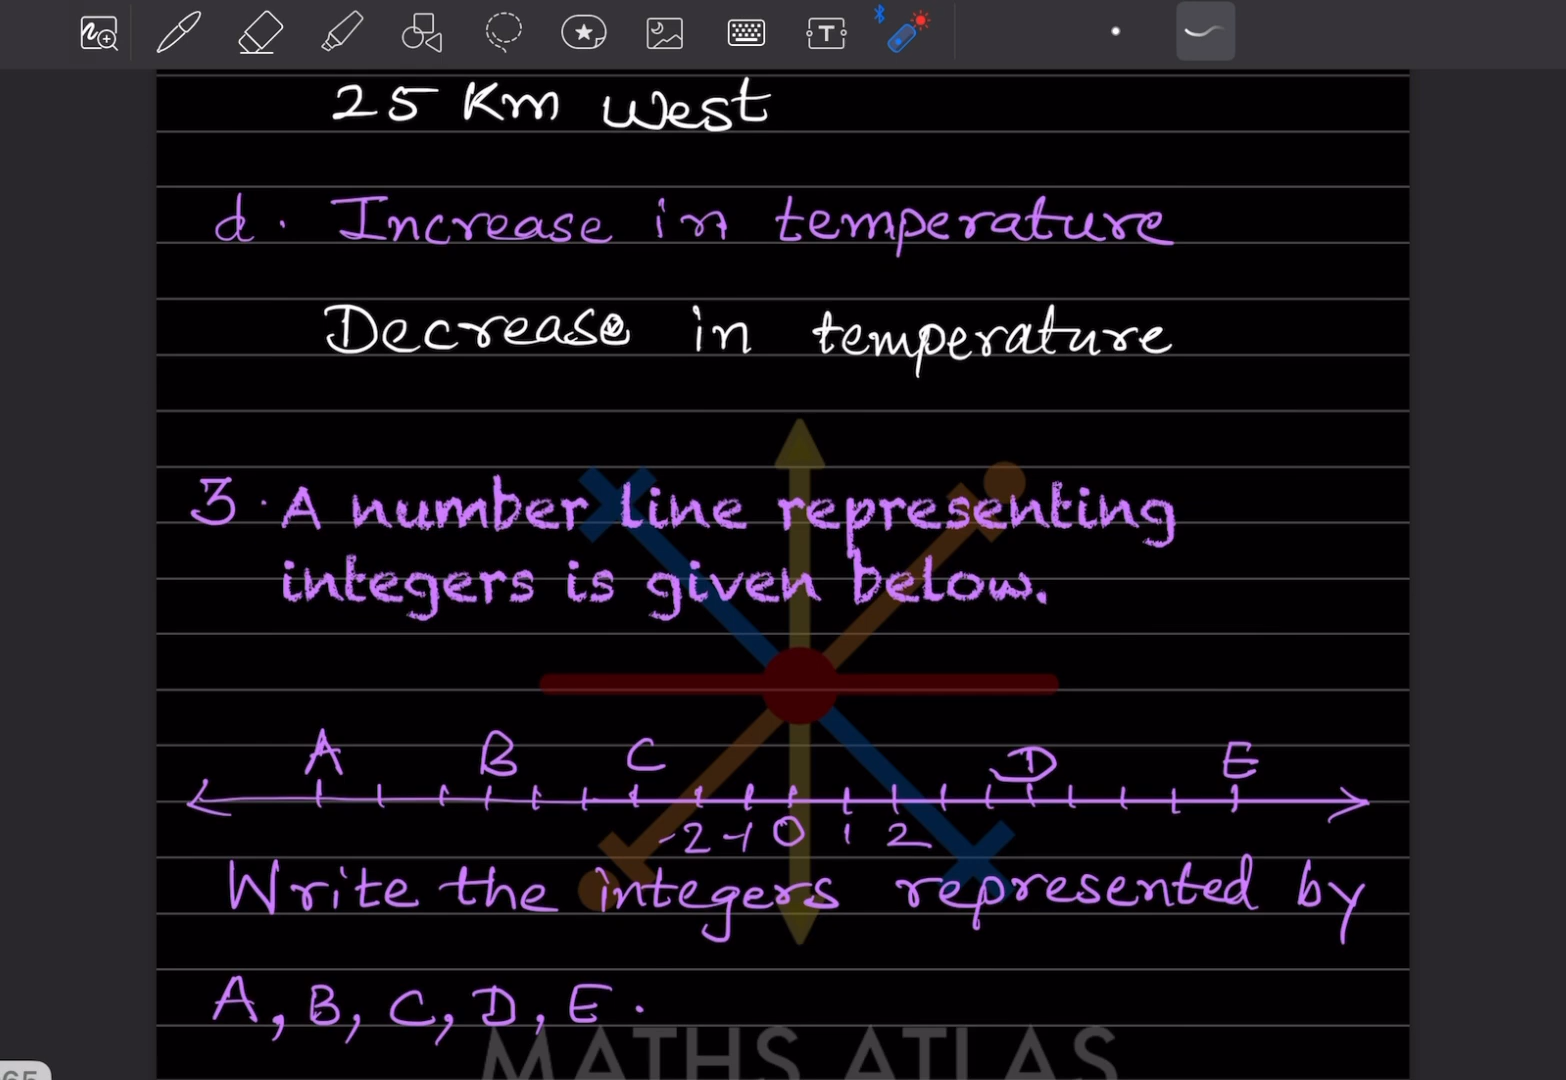 25 Km West
d. Increase in temperature
Decrease in temperature
3. A number line representing
integers is given below.
A B C D E
-2 -1 0 1 2
Write the integers represented by
A, B, C, D, E.
MATHS ATLAS
65